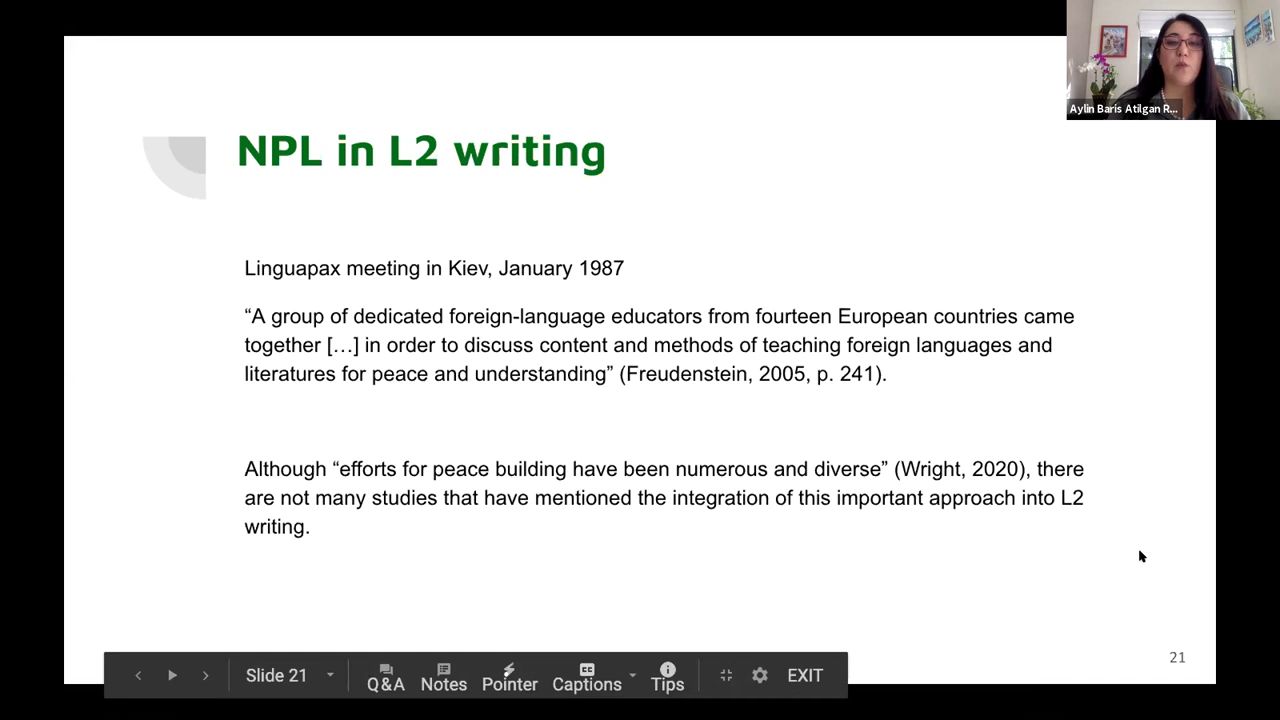 Aylin Baris Atilgan R...
NPL in L2 writing
Linguapax meeting in Kiev, January 1987
“A group of dedicated foreign-language educators from fourteen European countries came
together […] in order to discuss content and methods of teaching foreign languages and
literatures for peace and understanding” (Freudenstein, 2005, p. 241).
Although “efforts for peace building have been numerous and diverse” (Wright, 2020), there
are not many studies that have mentioned the integration of this important approach into L2
writing.
21
Slide 21
Q&A
Notes
Pointer
CC
Captions
Tips
EXIT